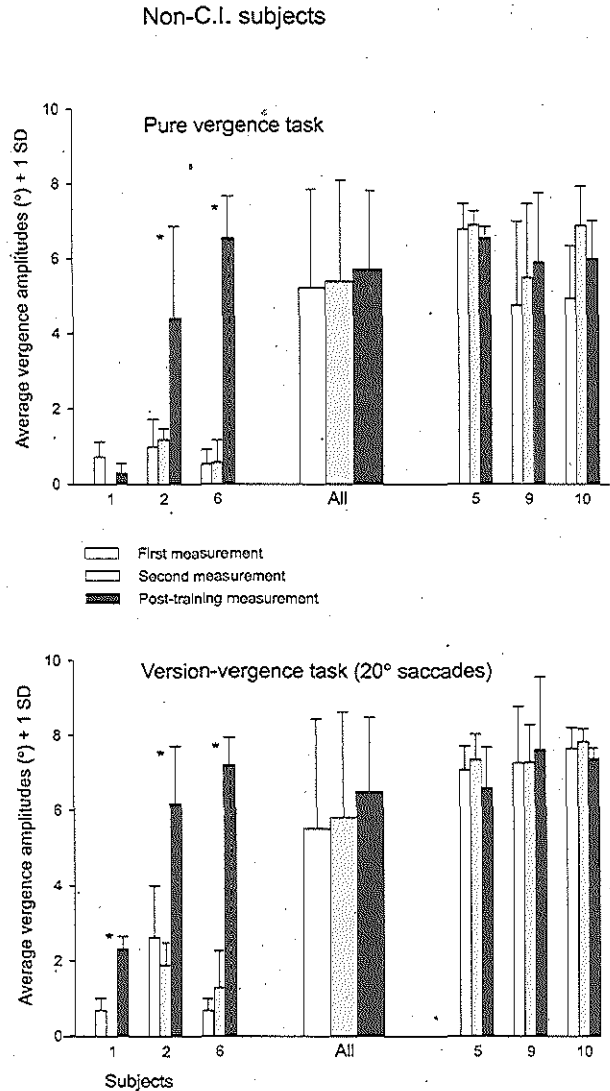 Non-C.I. subjects
Pure vergence task
Average vergence amplitudes (°) + 1 SD
10
8
6
4
2
0
*
*
1 2 6 All 5 9 10
First measurement
Second measurement
Post-training measurement
Version-vergence task (20° saccades)
Average vergence amplitudes (°) + 1 SD
10
8
6
4
2
0
*
*
*
1 2 6 All 5 9 10
Subjects